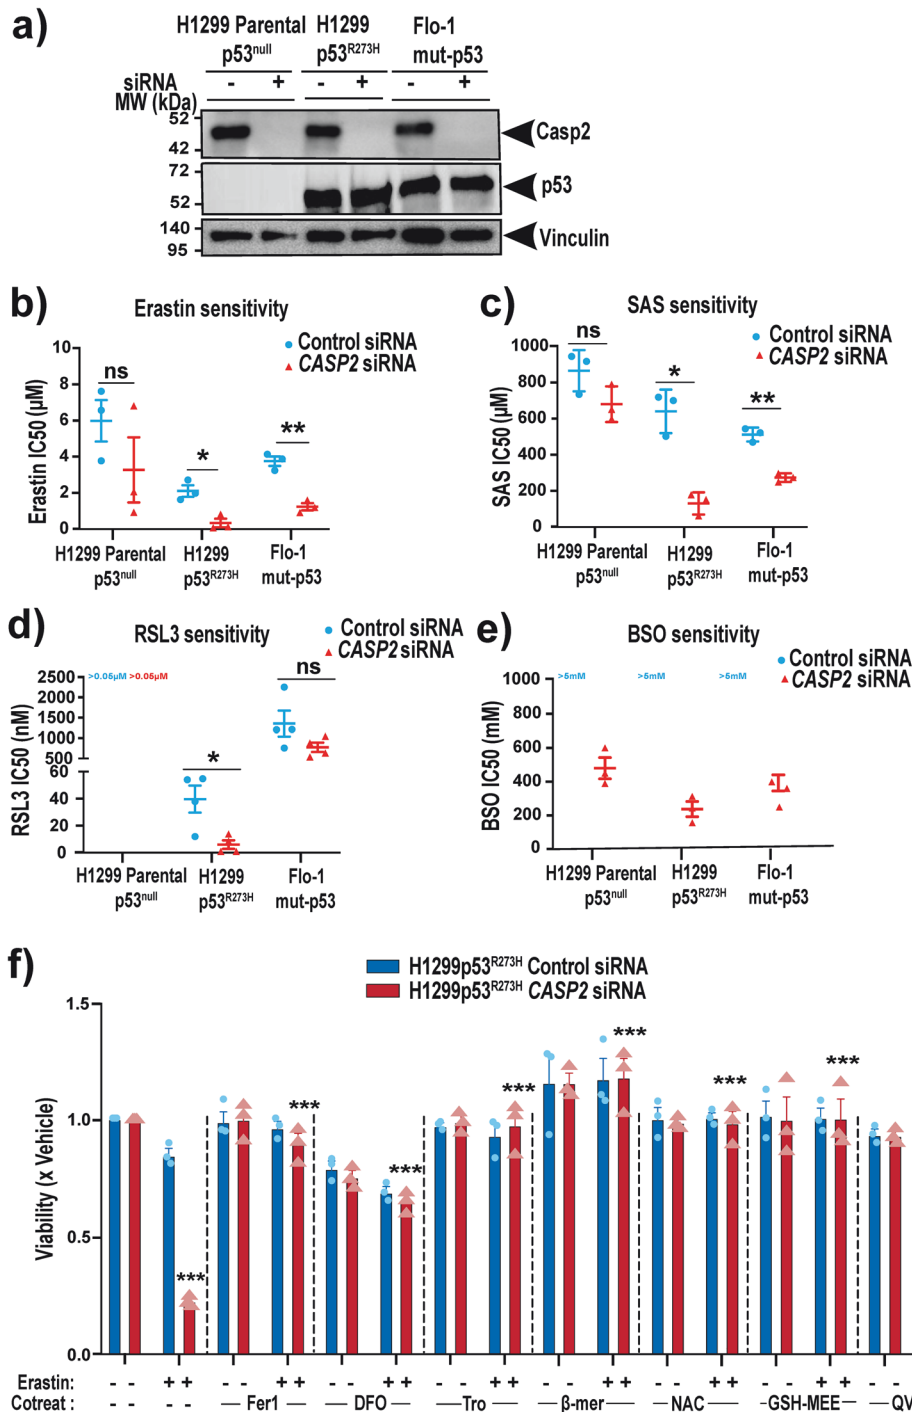 a)
H1299 Parental H1299 Flo-1
p53null p53R273H mut-p53
siRNA - + - + - +
MW (kDa)
52
42
Casp2
72
52
p53
140
95
Vinculin
b)
Erastin sensitivity
Control siRNA
CASP2 siRNA
Erastin IC50 (µM)
10
8
6
4
2
0
ns
*
**
H1299 Parental H1299 Flo-1
p53null p53R273H mut-p53
c)
SAS sensitivity
Control siRNA
CASP2 siRNA
SAS IC50 (µM)
1000
800
600
400
200
0
ns
*
**
H1299 Parental H1299 Flo-1
p53null p53R273H mut-p53
d)
RSL3 sensitivity
Control siRNA
CASP2 siRNA
RSL3 IC50 (nM)
2500
2000
1500
1000
500
60
40
20
0
>0.05µM >0.05µM
*
ns
H1299 Parental H1299 Flo-1
p53null p53R273H mut-p53
e)
BSO sensitivity
Control siRNA
CASP2 siRNA
BSO IC50 (mM)
1000
800
600
400
200
0
>5mM >5mM >5mM
H1299 Parental H1299 Flo-1
p53null p53R273H mut-p53
f)
H1299p53R273H Control siRNA
H1299p53R273H CASP2 siRNA
Viability (x Vehicle)
1.5
1.0
0.5
0.0
*** *** *** *** *** *** ***
Erastin: - - + + - - + + - - + + - - + + - - + + - - + + - - + + - -
Cotreat : - - - - Fer1 DFO Tro β-mer NAC GSH-MEE QV